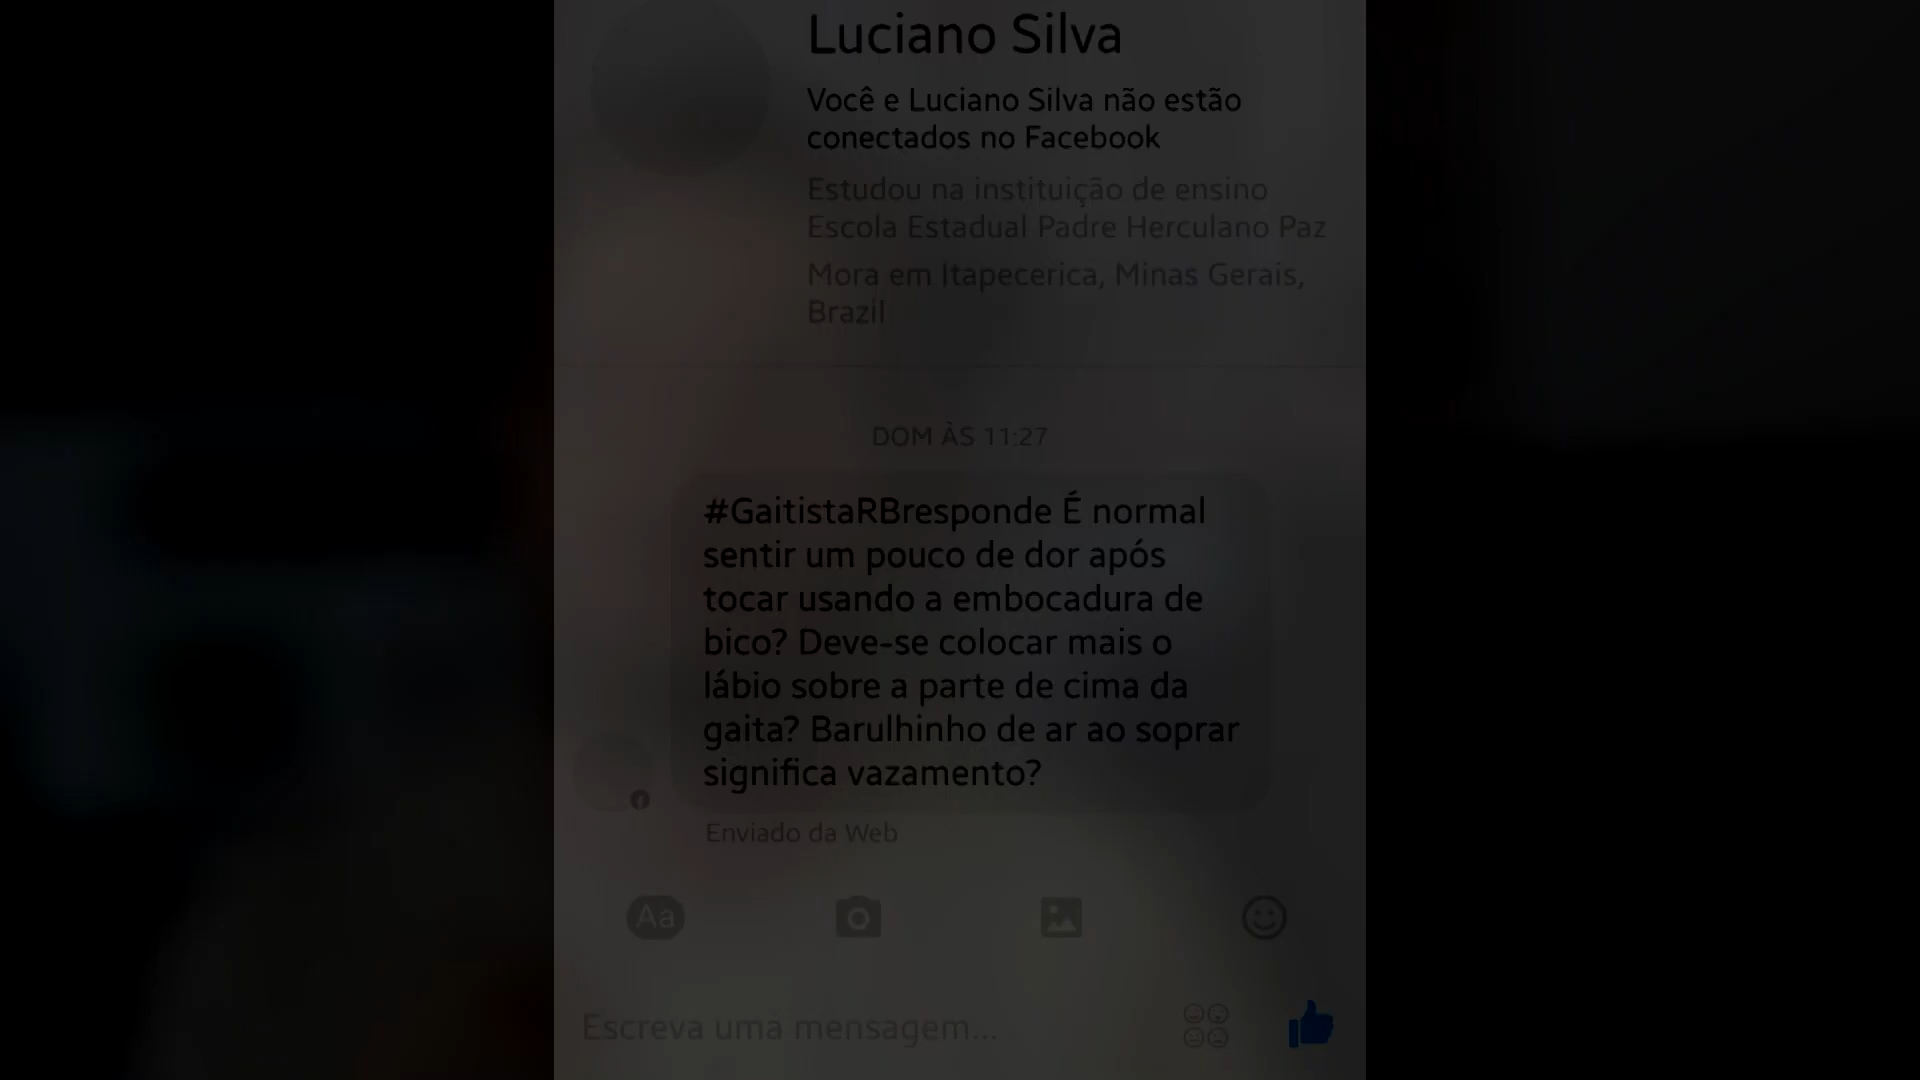 Luciano Silva
Você e Luciano Silva não estão
conectados no Facebook
Estudou na instituição de ensino
Escola Estadual Padre Herculano Paz
Mora em Itapecerica, Minas Gerais,
Brazil
DOM ÀS 11:27
#GaitistaRBresponde É normal
sentir um pouco de dor após
tocar usando a embocadura de
bico? Deve-se colocar mais o
lábio sobre a parte de cima da
gaita? Barulhinho de ar ao soprar
significa vazamento?
Enviado da Web
Aa
Escreva uma mensagem...